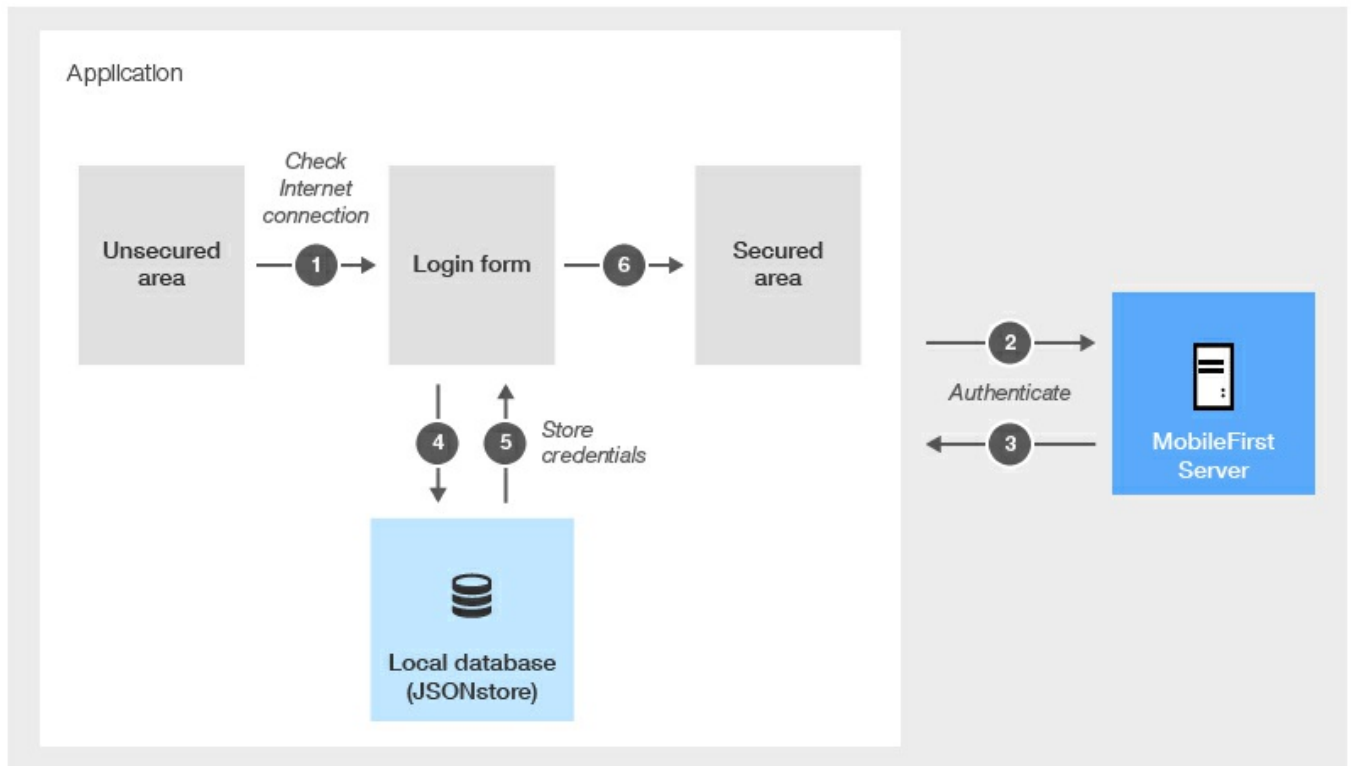 Application
Check
Internet
connection
Unsecured
area
1
Login form
6
Secured
area
2
Authenticate
3
MobileFirst
Server
4
5
Store
credentials
Local database
(JSONstore)